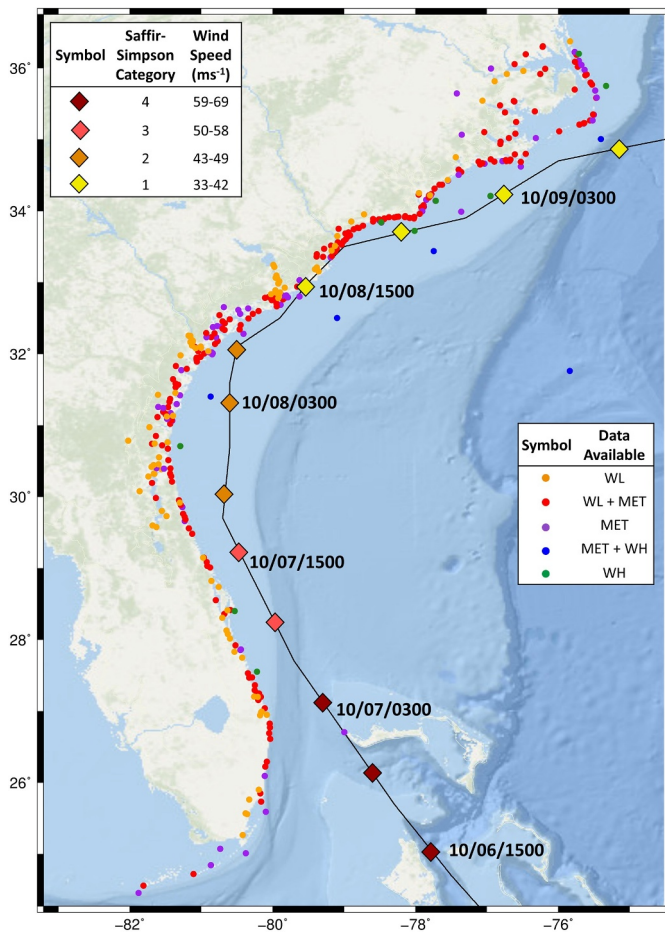 Symbol
Saffir-
Simpson
Category
Wind
Speed
(ms-1)
4 59-69
3 50-58
2 43-49
1 33-42
36°
34°
32°
30°
28°
26°
10/09/0300
10/08/1500
10/08/0300
10/07/1500
10/07/0300
10/06/1500
Symbol
Data
Available
WL
WL + MET
MET
MET + WH
WH
−82° −80° −78° −76°